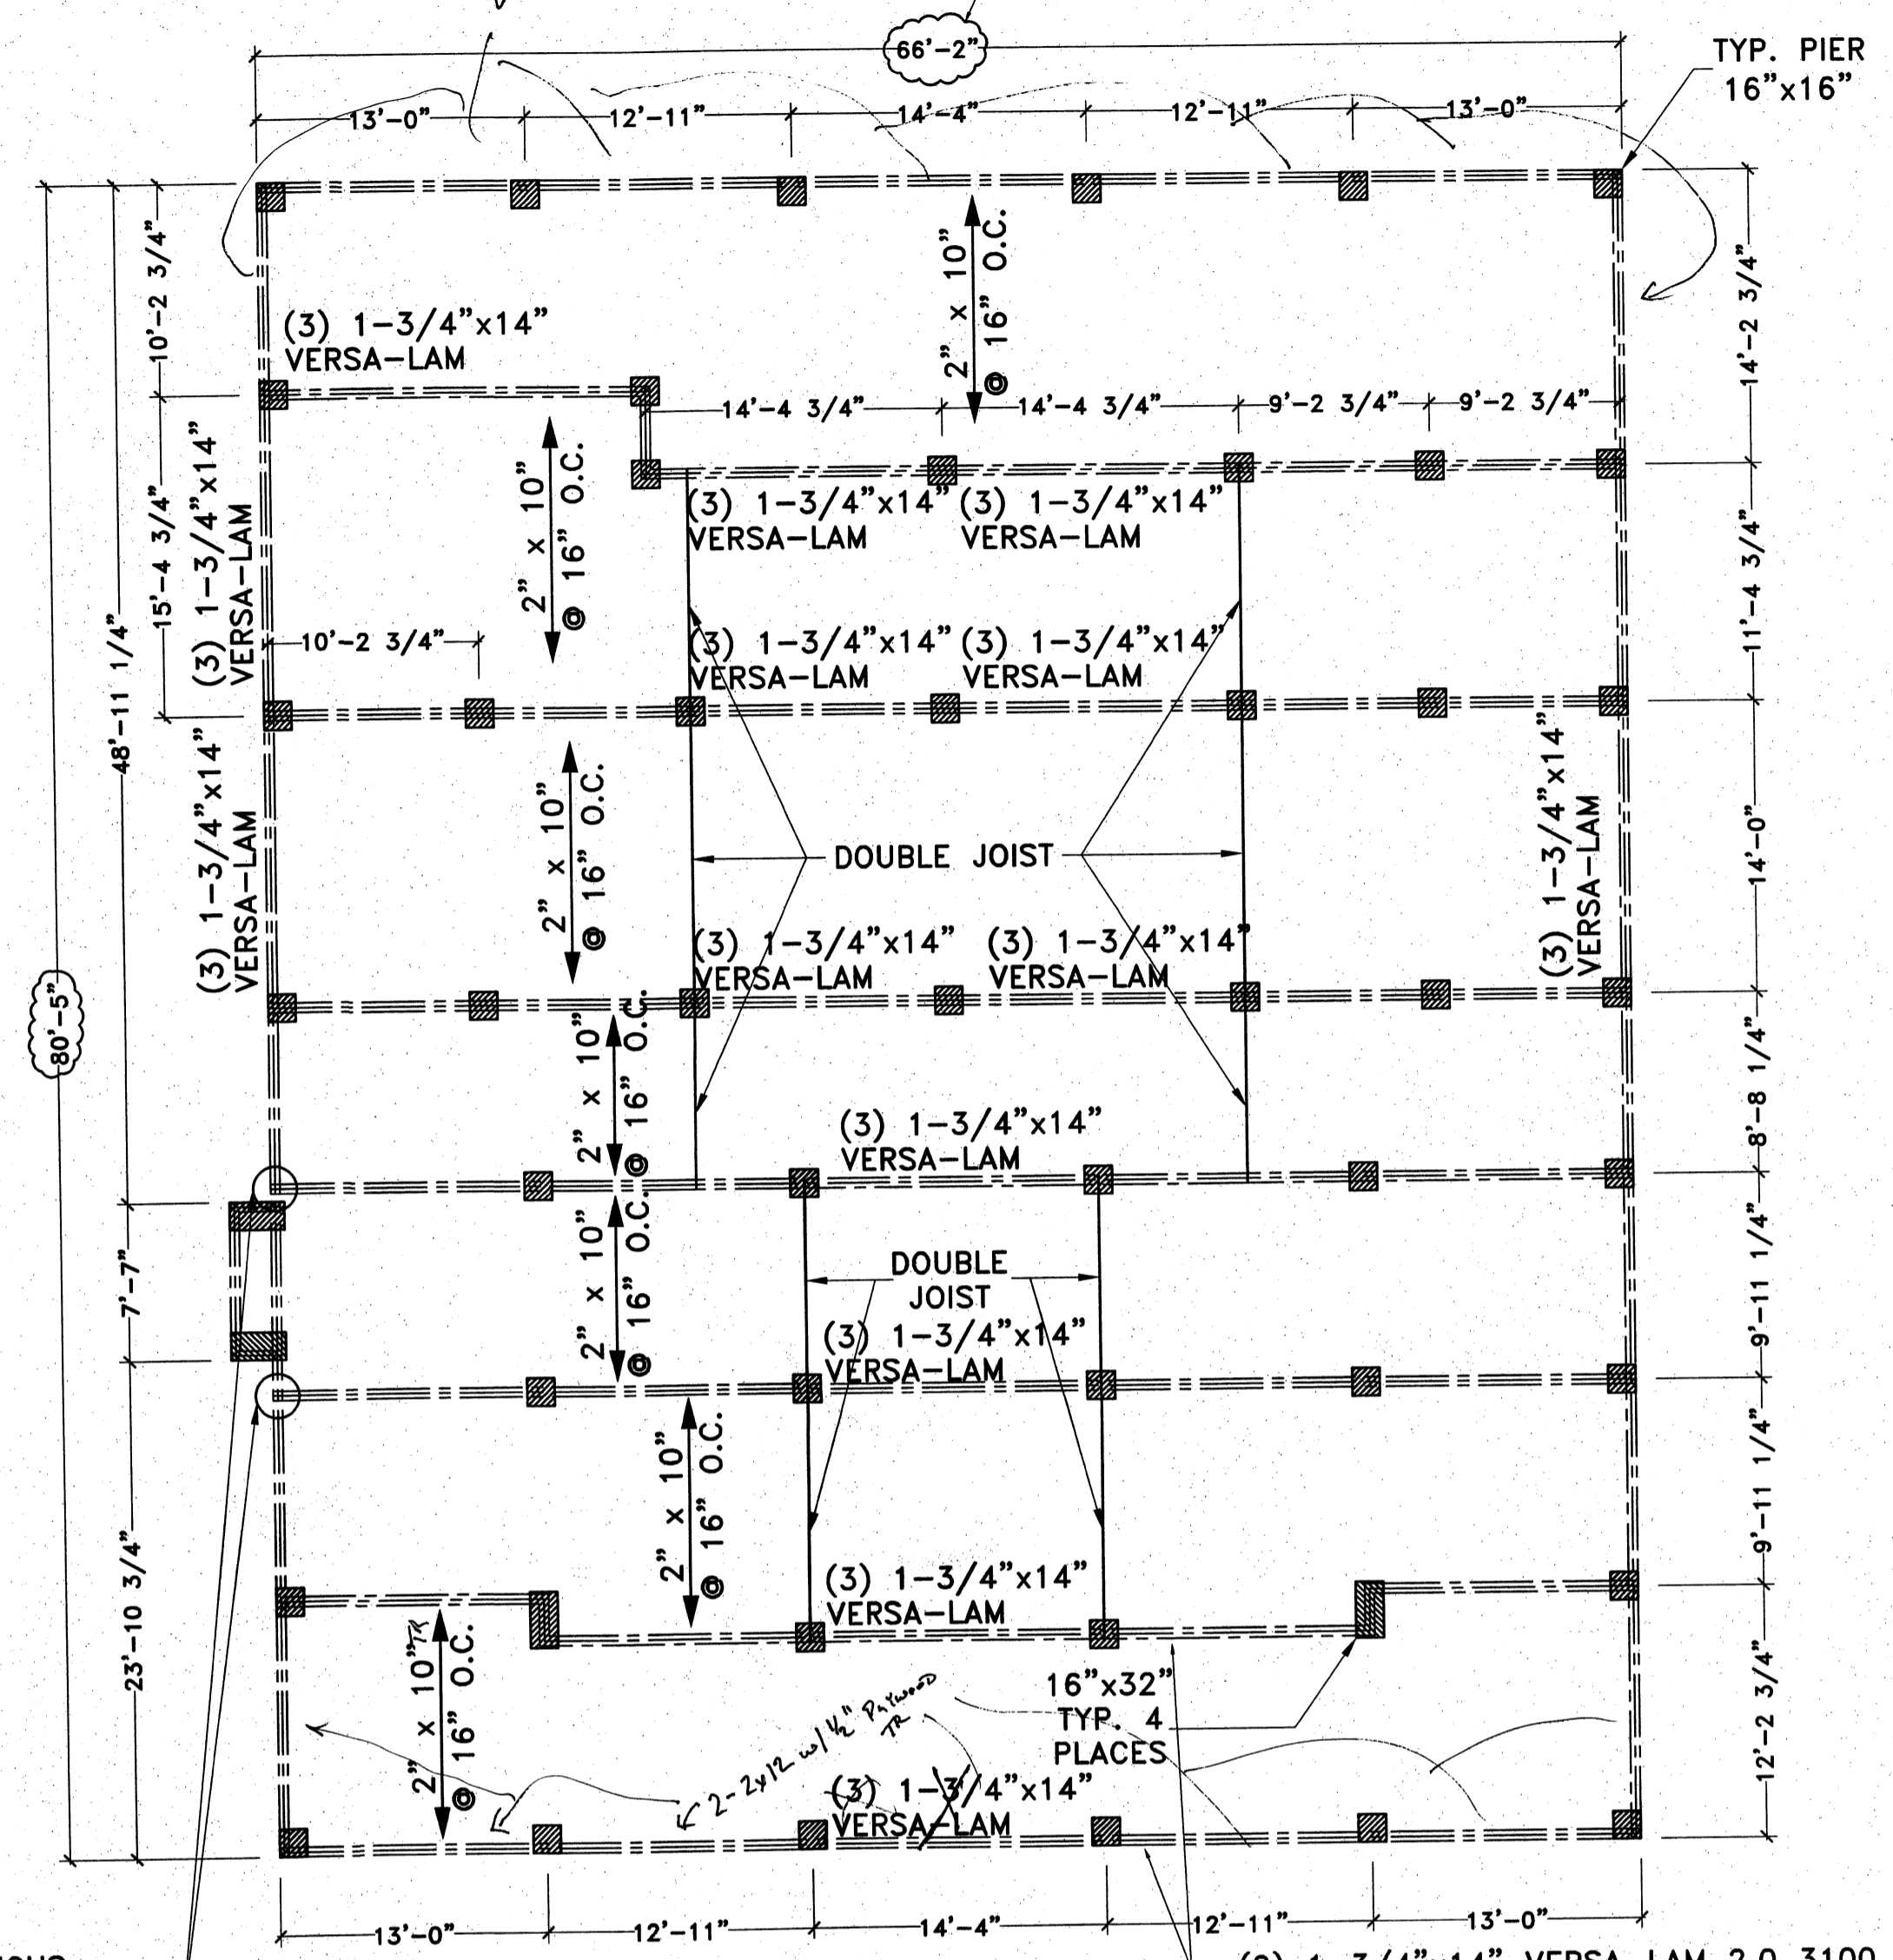 66'-2"
TYP. PIER
16"x16"
13'-0" 12'-11" 14'-4" 12'-11" 13'-0"
10'-2 3/4"
14'-2 3/4"
2" x 10"
@ 16" O.C.
(3) 1-3/4"x14"
VERSA-LAM
14'-4 3/4" 14'-4 3/4" 9'-2 3/4" 9'-2 3/4"
15'-4 3/4"
(3) 1-3/4"x14"
VERSA-LAM
2" x 10"
@ 16" O.C.
(3) 1-3/4"x14" (3) 1-3/4"x14"
VERSA-LAM VERSA-LAM
11'-4 3/4"
48'-11 1/4"
10'-2 3/4"
(3) 1-3/4"x14" (3) 1-3/4"x14"
VERSA-LAM VERSA-LAM
(3) 1-3/4"x14"
VERSA-LAM
2" x 10"
@ 16" O.C.
DOUBLE JOIST
(3) 1-3/4"x14"
VERSA-LAM
14'-0"
(3) 1-3/4"x14" (3) 1-3/4"x14"
VERSA-LAM VERSA-LAM
80'-5"
2" x 10"
@ 16" O.C.
8'-8 1/4"
(3) 1-3/4"x14"
VERSA-LAM
7'-7"
2" x 10"
@ 16" O.C.
DOUBLE
JOIST
9'-11 1/4"
(3) 1-3/4"x14"
VERSA-LAM
2" x 10"
@ 16" O.C.
9'-11 1/4"
23'-10 3/4"
(3) 1-3/4"x14"
VERSA-LAM
2" x 10" TR
@ 16" O.C.
16"x32"
TYP. 4
PLACES
12'-2 3/4"
2-2x12 w/ 1/2" PLYWOOD
TR
(3) 1-3/4"x14"
VERSA-LAM
13'-0" 12'-11" 14'-4" 12'-11" 13'-0"
1-3/4"x14" VERSA-LAM 2.0 3100